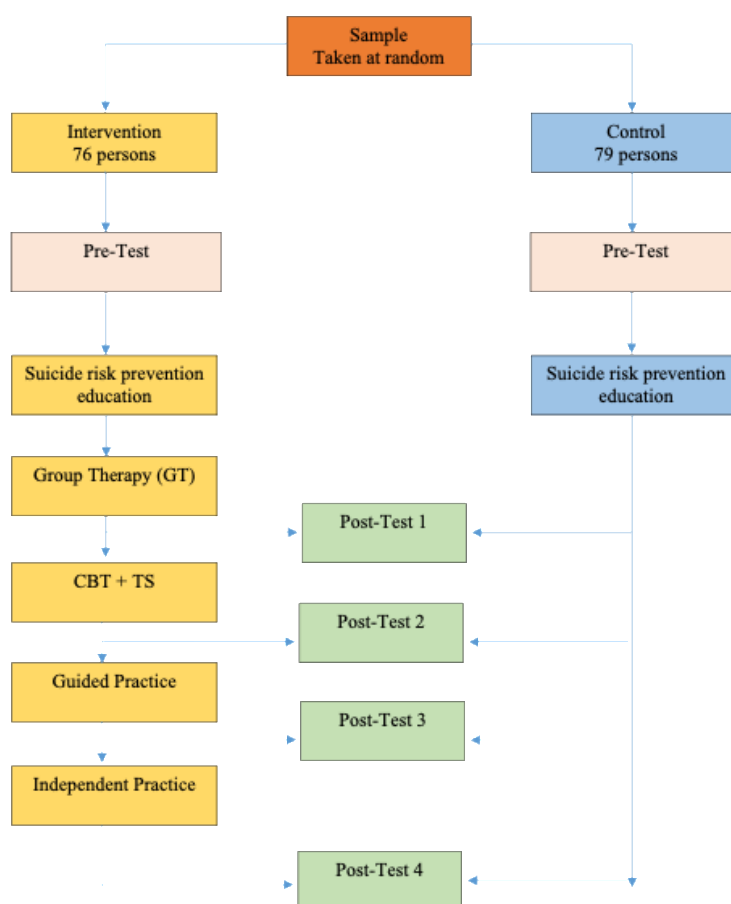 Sample
Taken at random
Intervention
76 persons
Control
79 persons
Pre-Test
Pre-Test
Suicide risk prevention
education
Suicide risk prevention
education
Group Therapy (GT)
Post-Test 1
CBT + TS
Post-Test 2
Guided Practice
Post-Test 3
Independent Practice
Post-Test 4